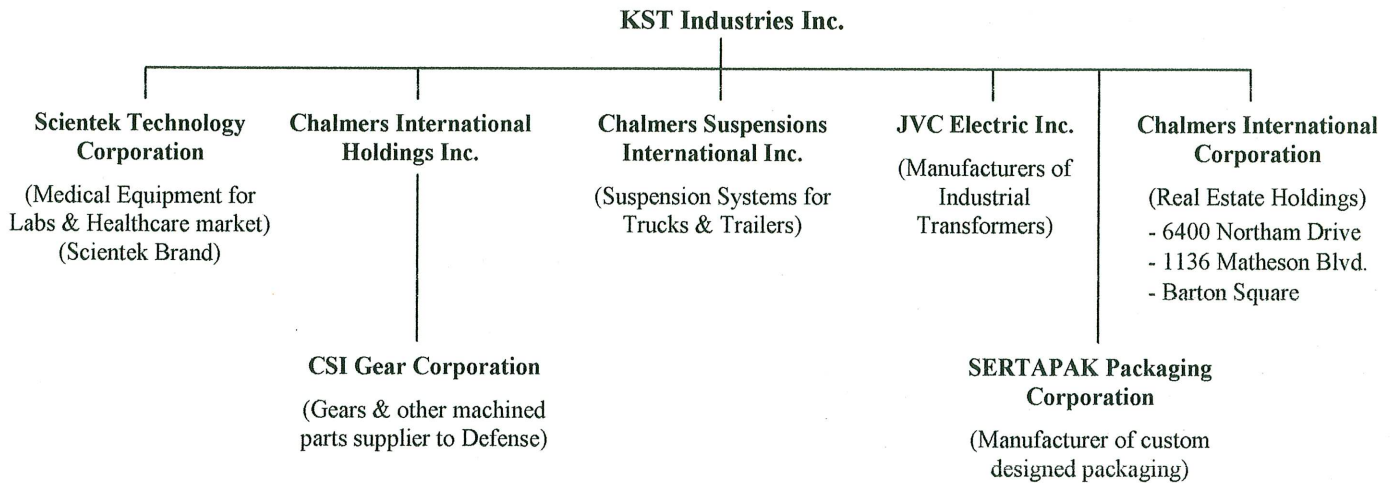 KST Industries Inc.
Scientek Technology
Corporation
(Medical Equipment for
Labs & Healthcare market)
(Scientek Brand)
Chalmers International
Holdings Inc.
CSI Gear Corporation
(Gears & other machined
parts supplier to Defense)
Chalmers Suspensions
International Inc.
(Suspension Systems for
Trucks & Trailers)
JVC Electric Inc.
(Manufacturers of
Industrial
Transformers)
SERTAPAK Packaging
Corporation
(Manufacturer of custom
designed packaging)
Chalmers International
Corporation
(Real Estate Holdings)
- 6400 Northam Drive
- 1136 Matheson Blvd.
- Barton Square